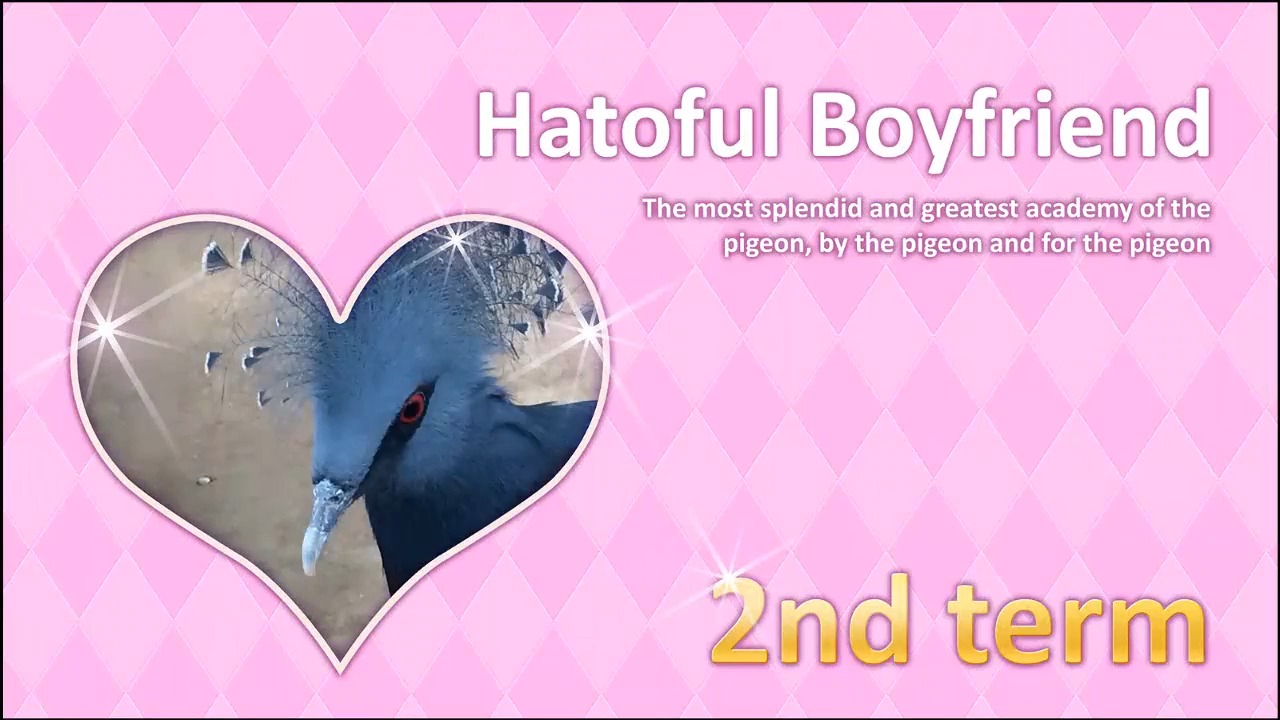 Hatoful Boyfriend
The most splendid and greatest academy of the
pigeon, by the pigeon and for the pigeon
2nd term